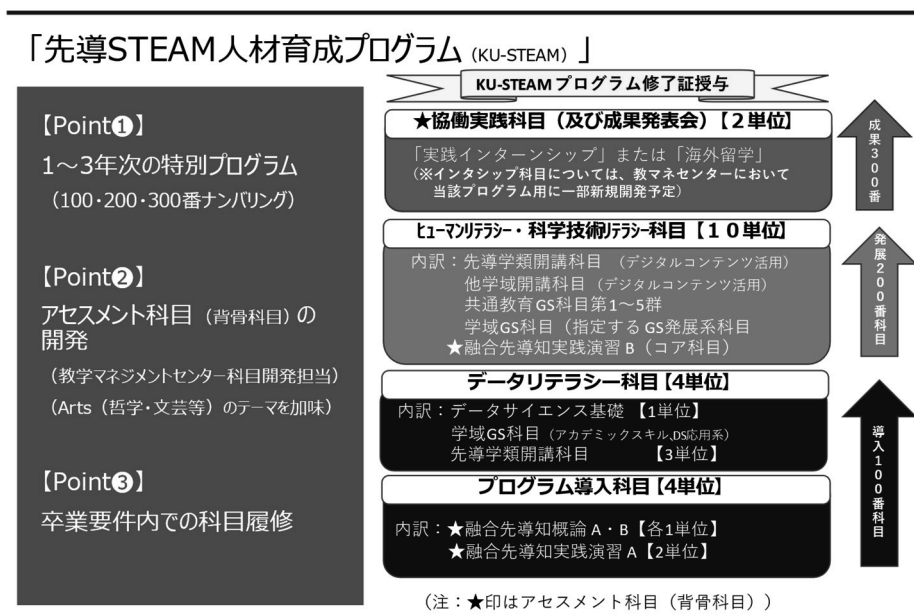 「先導STEAM人材育成プログラム（KU-STEAM）」
【Point❶】
1～3年次の特別プログラム
（100・200・300番ナンバリング）
【Point❷】
アセスメント科目（背骨科目）の
開発
（教学マネジメントセンター科目開発担当）
（Arts（哲学・文芸等）のテーマを加味）
【Point❸】
卒業要件内での科目履修
KU-STEAMプログラム修了証授与
★協働実践科目（及び成果発表会）【２単位】
「実践インターンシップ」または「海外留学」
（※インタシップ科目については、教マネセンターにおいて
当該プログラム用に一部新規開発予定）
ﾋｭｰﾏﾝﾘﾃﾗｼｰ・科学技術ﾘﾃﾗｼｰ科目【１０単位】
内訳：先導学類開講科目（デジタルコンテンツ活用）
他学域開講科目（デジタルコンテンツ活用）
共通教育GS科目第1～5群
学域GS科目（指定するGS発展系科目
★融合先導知実践演習B（コア科目）
データリテラシー科目【4単位】
内訳：データサイエンス基礎【1単位】
学域GS科目（アカデミックスキル、DS応用系）
先導学類開講科目【3単位】
プログラム導入科目【4単位】
内訳：★融合先導知概論A・B【各1単位】
★融合先導知実践演習A【2単位】
（注：★印はアセスメント科目（背骨科目））
成果300番
発展200番科目
導入100番科目